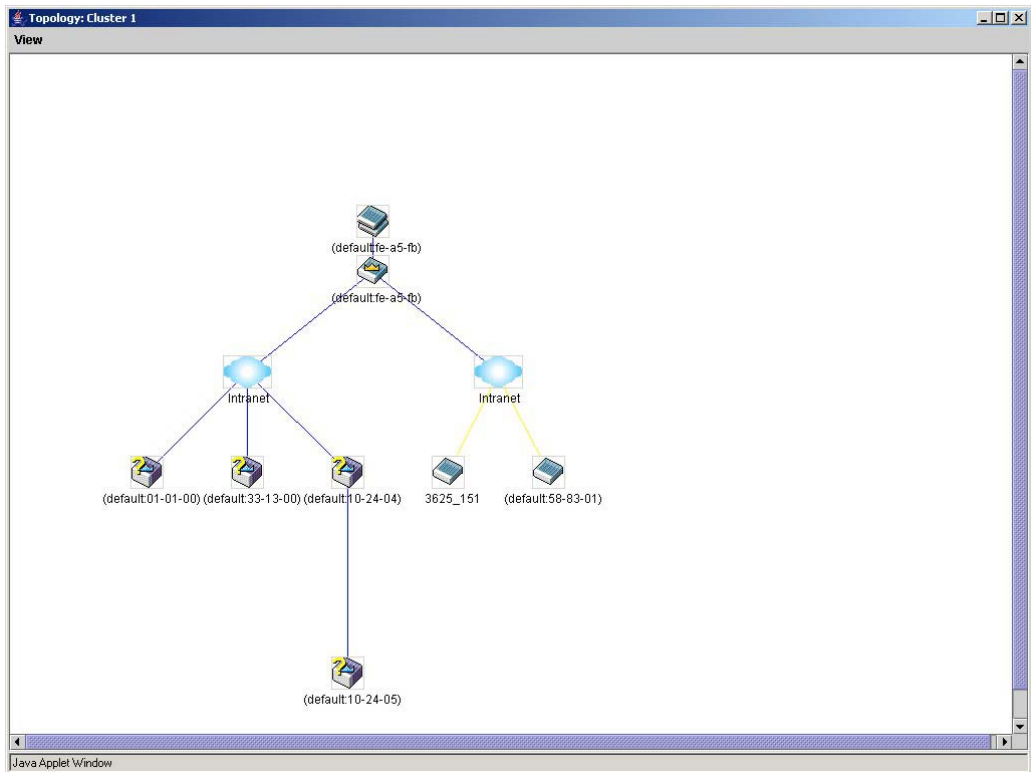 Topology: Cluster 1
View
(default:fe-a5-fb)
(default:fe-a5-fb)
Intranet
Intranet
(default:01-01-00)
(default:33-13-00)
(default:10-24-04)
3625_151
(default:58-83-01)
(default:10-24-05)
Java Applet Window